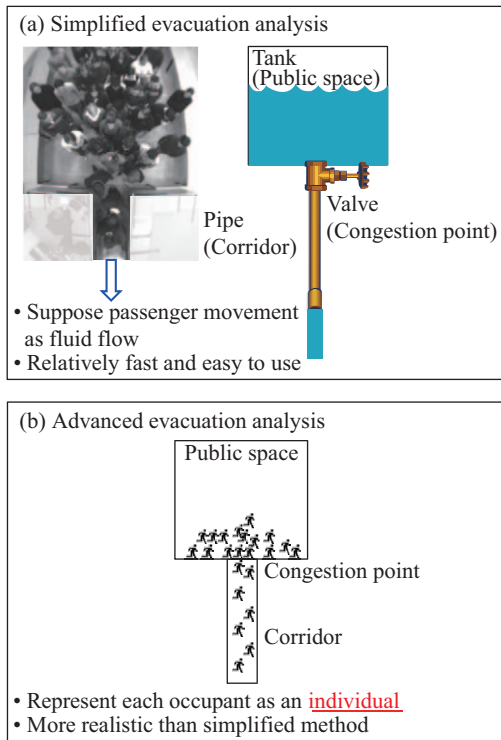 (a) Simplified evacuation analysis
Tank
(Public space)
Valve
(Congestion point)
Pipe
(Corridor)
• Suppose passenger movement
as fluid flow
• Relatively fast and easy to use
(b) Advanced evacuation analysis
Public space
Congestion point
Corridor
• Represent each occupant as an individual
• More realistic than simplified method